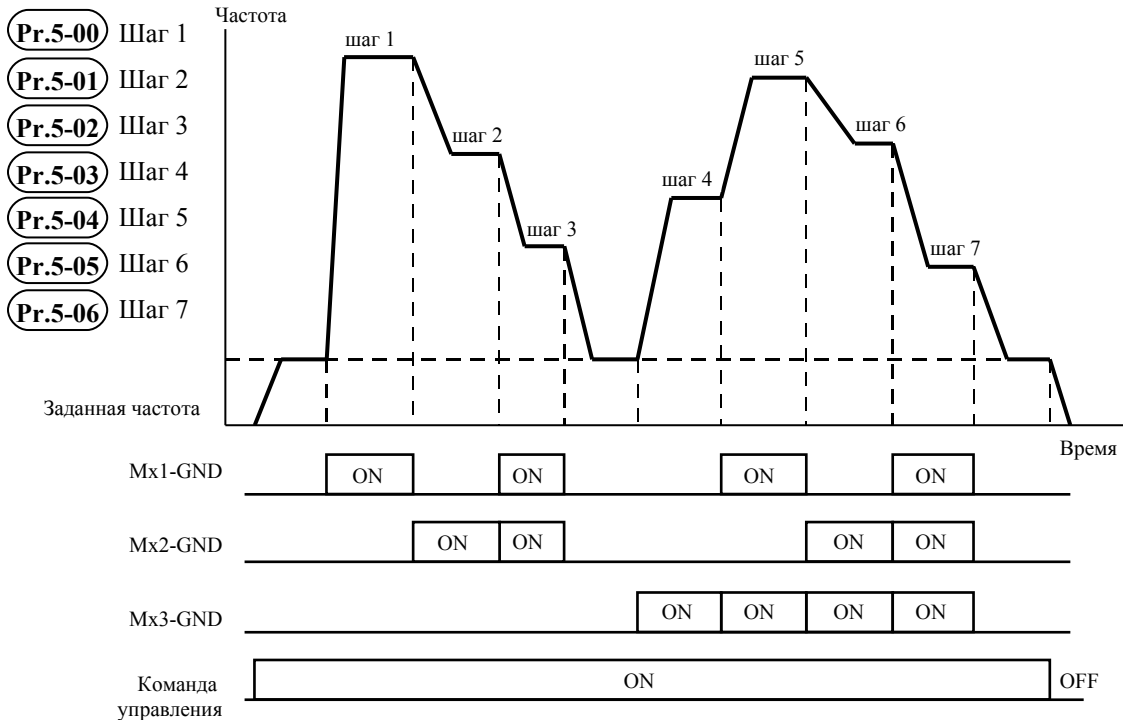 Частота
Pr.5-00 Шаг 1
Pr.5-01 Шаг 2
Pr.5-02 Шаг 3
Pr.5-03 Шаг 4
Pr.5-04 Шаг 5
Pr.5-05 Шаг 6
Pr.5-06 Шаг 7
шаг 1
шаг 2
шаг 3
шаг 4
шаг 5
шаг 6
шаг 7
Заданная частота
Время
Mx1-GND ON ON ON ON
Mx2-GND ON ON ON ON
Mx3-GND ON ON ON ON
Команда ON OFF
управления